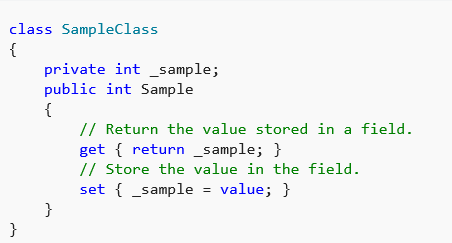 class SampleClass
{
    private int _sample;
    public int Sample
    {
        // Return the value stored in a field.
        get { return _sample; }
        // Store the value in the field.
        set { _sample = value; }
    }
}